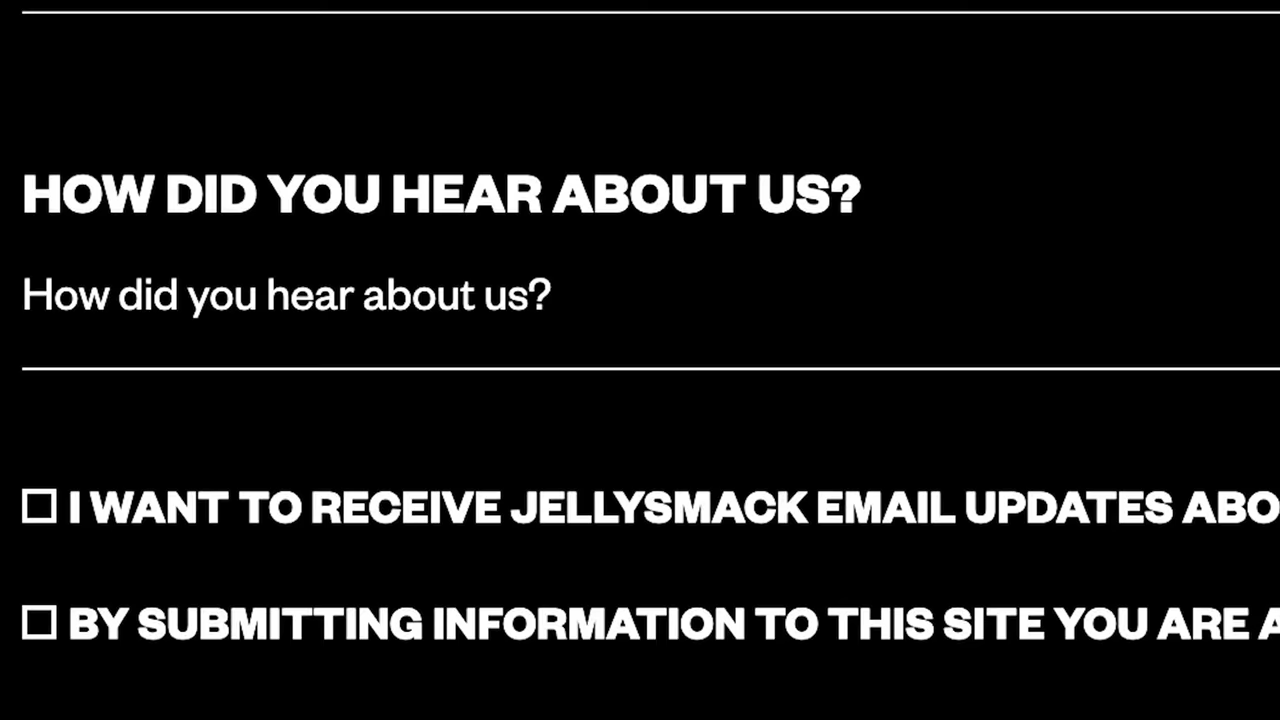 HOW DID YOU HEAR ABOUT US?
How did you hear about us?
I WANT TO RECEIVE JELLYSMACK EMAIL UPDATES ABO
BY SUBMITTING INFORMATION TO THIS SITE YOU ARE A